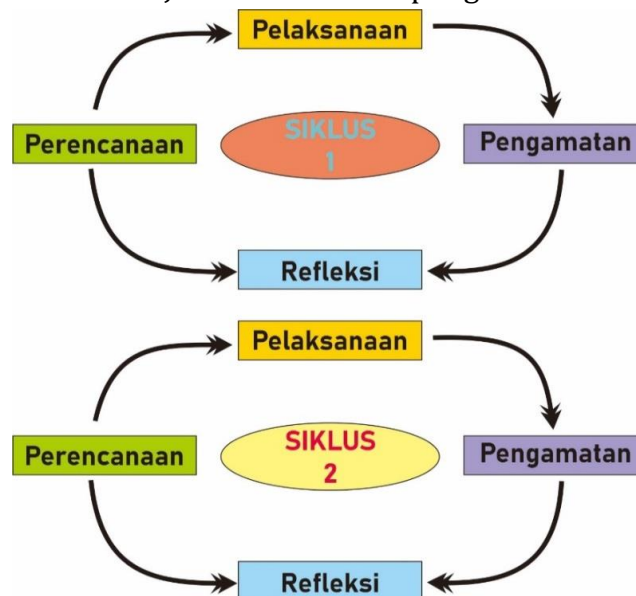 Pelaksanaan
Perencanaan
SIKLUS
1
Pengamatan
Refleksi
Pelaksanaan
Perencanaan
SIKLUS
2
Pengamatan
Refleksi